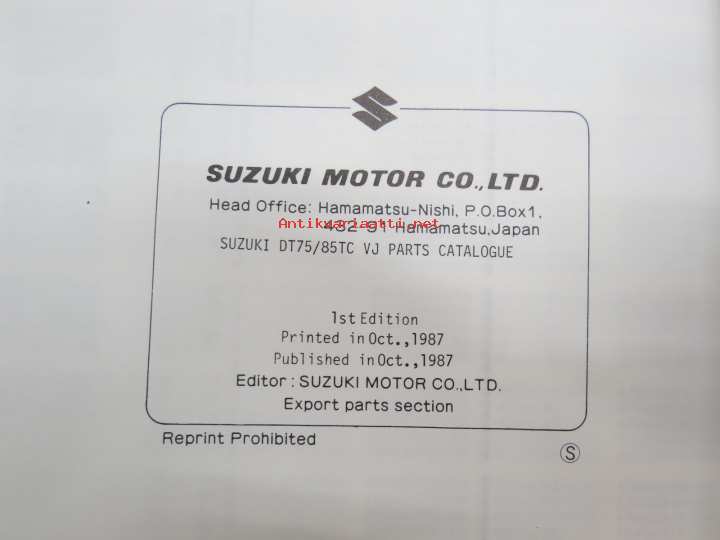 SUZUKI MOTOR CO.,LTD.
Head Office: Hamamatsu-Nishi, P.O.Box1,
Antikvariaatti.net
432-91 Hamamatsu,Japan
SUZUKI DT75/85TC VJ PARTS CATALOGUE
1st Edition
Printed in Oct.,1987
Published in Oct.,1987
Editor : SUZUKI MOTOR CO.,LTD.
Export parts section
Reprint Prohibited
S